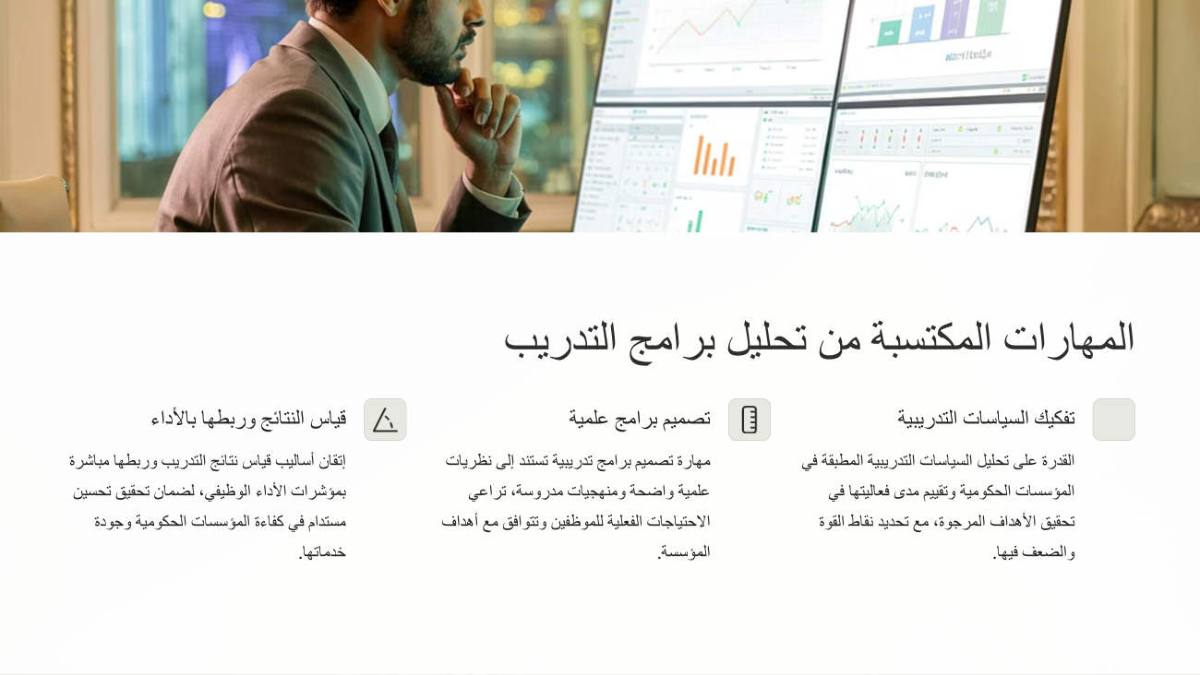 المهارات المكتسبة من تحليل برامج التدريب
تفكيك السياسات التدريبية
القدرة على تحليل السياسات التدريبية المطبقة في
المؤسسات الحكومية وتقييم مدى فعاليتها في
تحقيق الأهداف المرجوة، مع تحديد نقاط القوة
والضعف فيها.
تصميم برامج علمية
مهارة تصميم برامج تدريبية تستند إلى نظريات
علمية واضحة ومنهجيات مدروسة، تراعي
الاحتياجات الفعلية للموظفين وتتوافق مع أهداف
المؤسسة.
قياس النتائج وربطها بالأداء
إتقان أساليب قياس نتائج التدريب وربطها مباشرة
بمؤشرات الأداء الوظيفي، لضمان تحقيق تحسين
مستدام في كفاءة المؤسسات الحكومية وجودة
خدماتها.